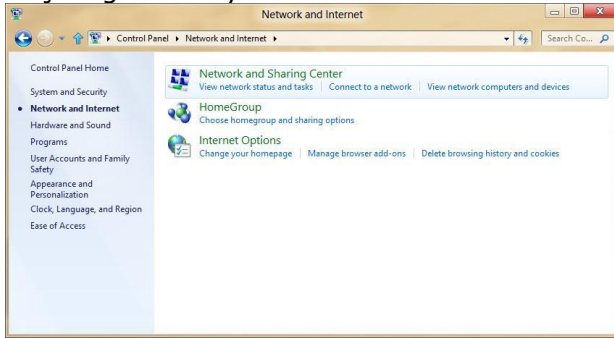 Network and Internet
Control Panel Network and Internet
Search Co...
Control Panel Home
System and Security
Network and Internet
Hardware and Sound
Programs
User Accounts and Family
Safety
Appearance and
Personalization
Clock, Language, and Region
Ease of Access
Network and Sharing Center
View network status and tasks Connect to a network View network computers and devices
HomeGroup
Choose homegroup and sharing options
Internet Options
Change your homepage Manage browser add-ons Delete browsing history and cookies